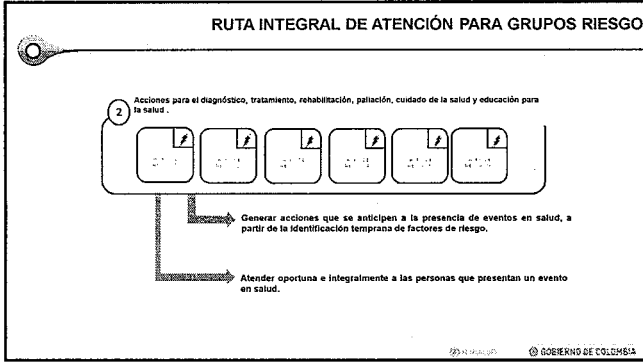 RUTA INTEGRAL DE ATENCIÓN PARA GRUPOS RIESGO
2
Acciones para el diagnóstico, tratamiento, rehabilitación, paliación, cuidado de la salud y educación para
la salud .
Generar acciones que se anticipen a la presencia de eventos en salud, a
partir de la identificación temprana de factores de riesgo.
Atender oportuna e integralmente a las personas que presentan un evento
en salud.
GOBIERNO DE COLOMBIA